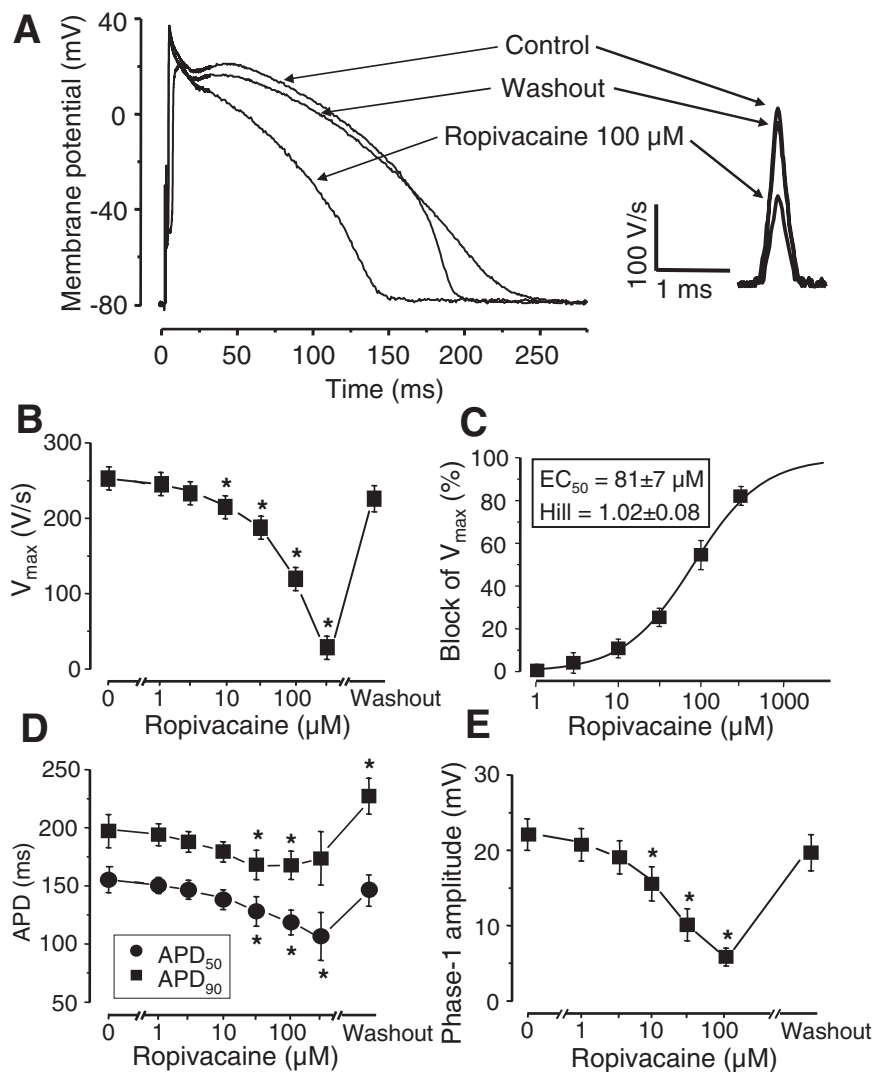 A
Membrane potential (mV)
40
0
-40
-80
0
50
100
150
200
250
Time (ms)
Control
Washout
Ropivacaine 100 µM
100 V/s
1 ms
B
Vmax (V/s)
300
200
100
0
0
1
10
100
Washout
Ropivacaine (µM)
*
*
*
*
C
Block of Vmax (%)
100
80
60
40
20
0
EC50 = 81±7 µM
Hill = 1.02±0.08
1
10
100
1000
Ropivacaine (µM)
D
APD (ms)
250
200
150
100
50
*
*
*
*
*
*
APD50
APD90
0
1
10
100
Washout
Ropivacaine (µM)
E
Phase-1 amplitude (mV)
30
20
10
0
*
*
*
0
1
10
100
Washout
Ropivacaine (µM)